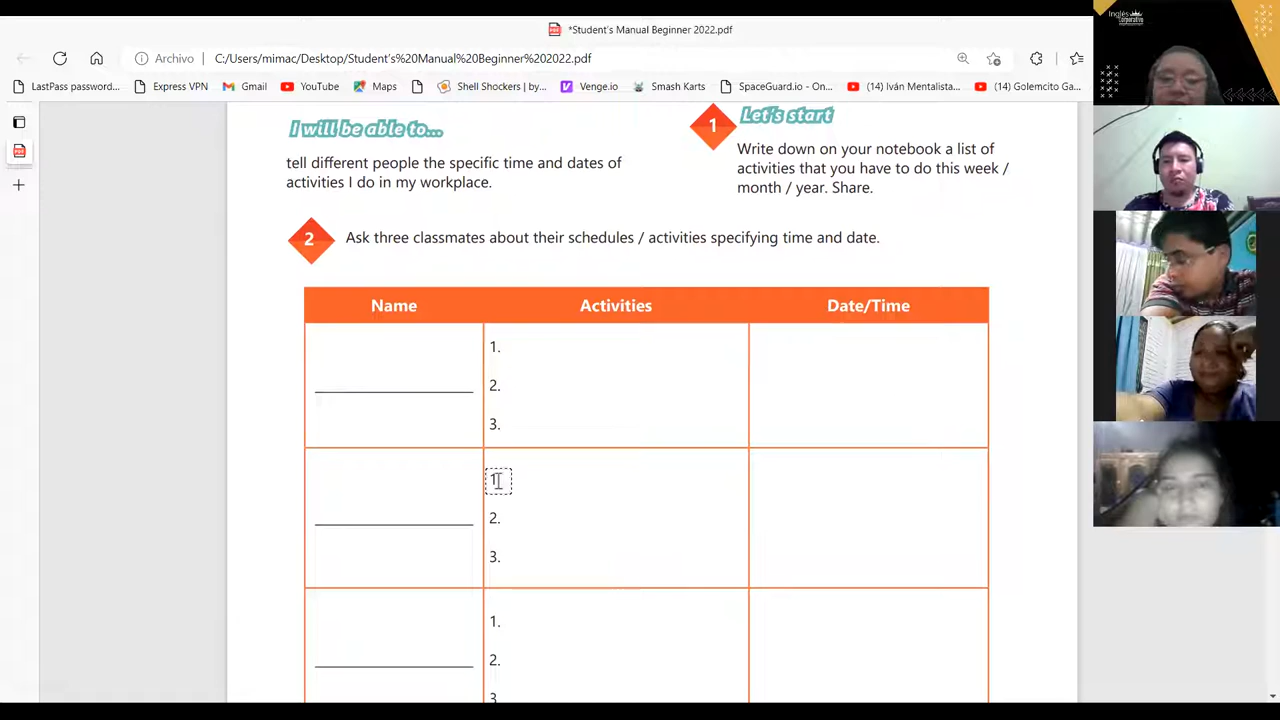 *Student's Manual Beginner 2022.pdf
Archivo
C:/Users/mimac/Desktop/Student's%20Manual%20Beginner%202022.pdf
LastPass password...
Express VPN
Gmail
YouTube
Maps
Shell Shockers | by...
Venge.io
Smash Karts
SpaceGuard.io - On...
(14) Iván Mentalista...
(14) Golemcito Ga...
Inglés
Corporativo
I will be able to...
tell different people the specific time and dates of
activities I do in my workplace.
1
Let's start
Write down on your notebook a list of
activities that you have to do this week /
month / year. Share.
2
Ask three classmates about their schedules / activities specifying time and date.
Name
Activities
Date/Time
1.
2.
3.
1.
2.
3.
1.
2.
3.